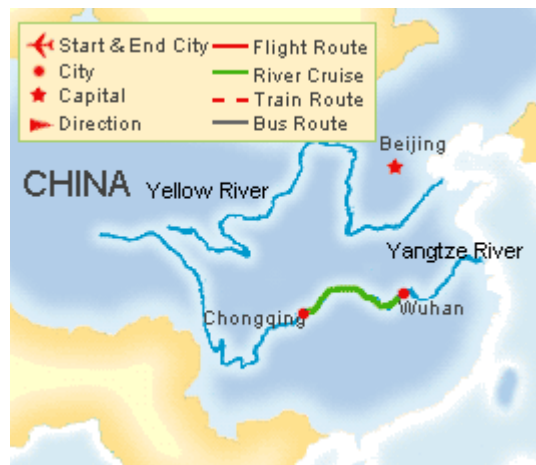 Start & End City
City
Capital
Direction
Flight Route
River Cruise
Train Route
Bus Route
Beijing
CHINA
Yellow River
Yangtze River
Chongqing
Wuhan